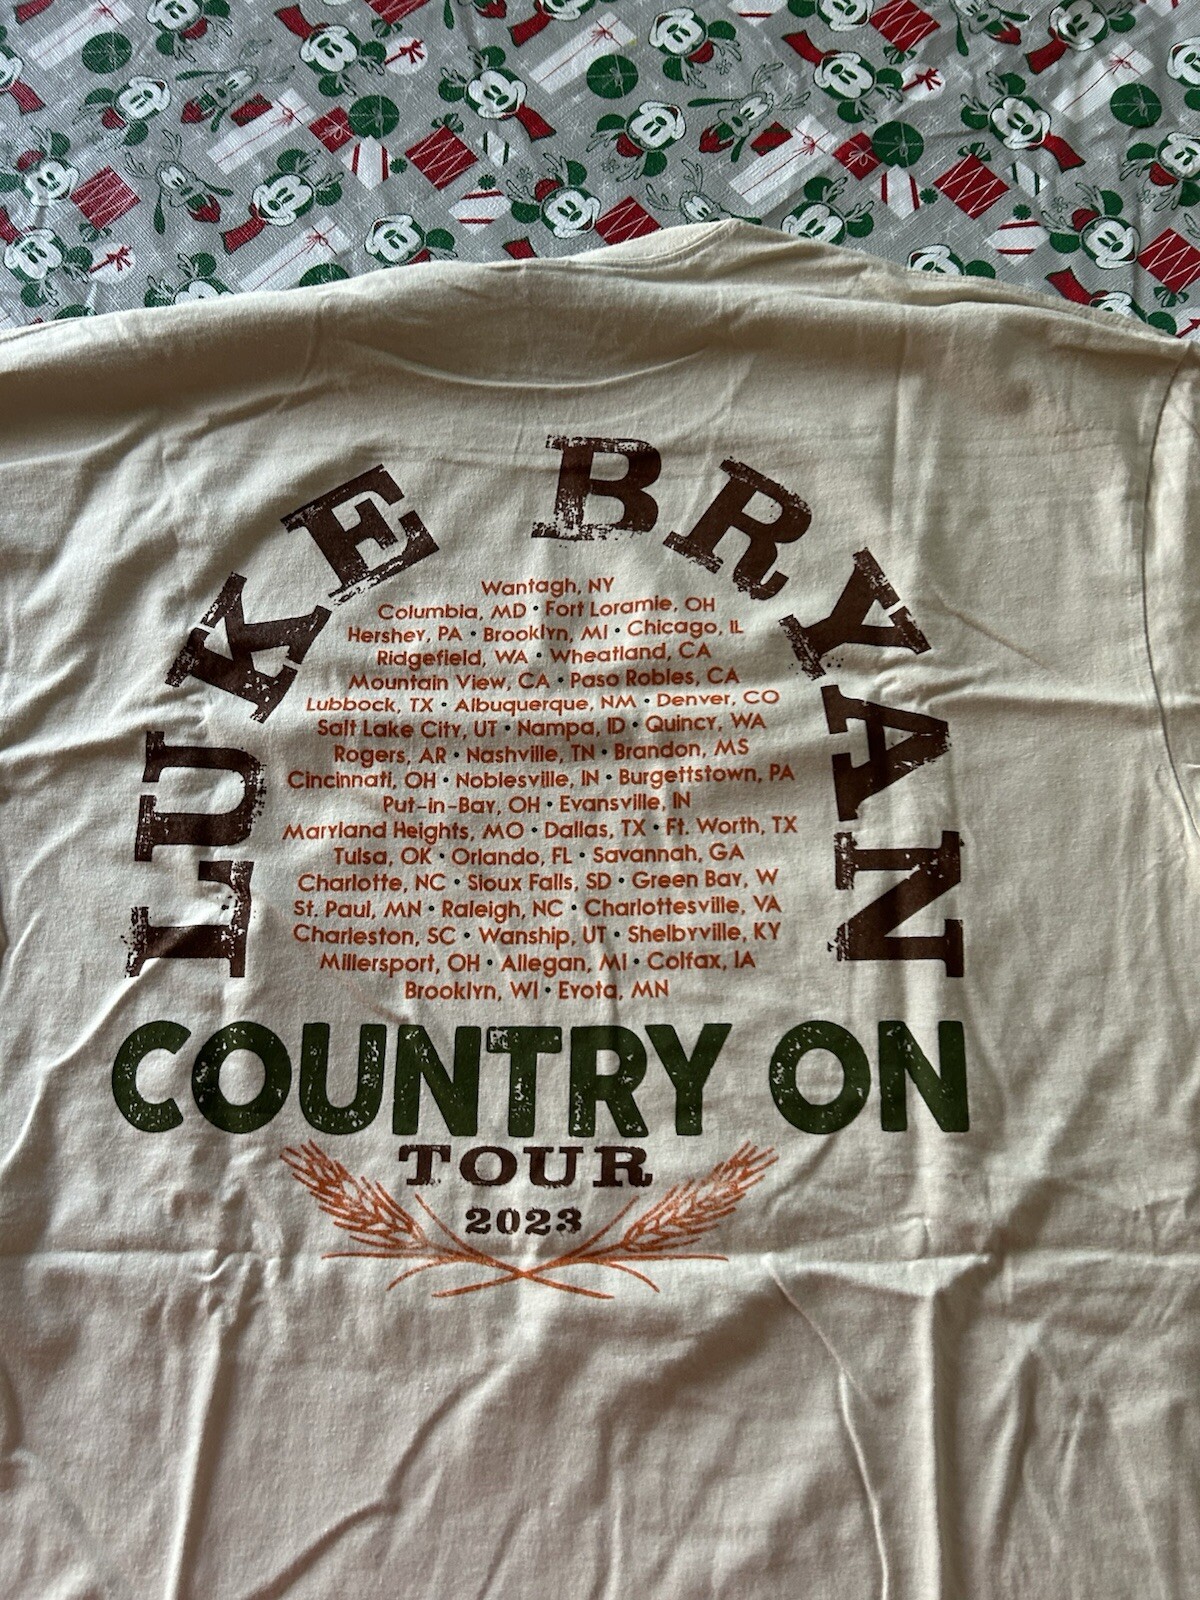 LUKE BRYAN
Wantagh, NY
Columbia, MD • Fort Loramie, OH
Hershey, PA • Brooklyn, MI • Chicago, IL
Ridgefield, WA • Wheatland, CA
Mountain View, CA • Paso Robles, CA
Lubbock, TX • Albuquerque, NM • Denver, CO
Salt Lake City, UT • Nampa, ID • Quincy, WA
Rogers, AR • Nashville, TN • Brandon, MS
Cincinnati, OH • Noblesville, IN • Burgettstown, PA
Put-in-Bay, OH • Evansville, IN
Maryland Heights, MO • Dallas, TX • Ft. Worth, TX
Tulsa, OK • Orlando, FL • Savannah, GA
Charlotte, NC • Sioux Falls, SD • Green Bay, W
St. Paul, MN • Raleigh, NC • Charlottesville, VA
Charleston, SC • Wanship, UT • Shelbyville, KY
Millersport, OH • Allegan, MI • Colfax, IA
Brooklyn, WI • Eyota, MN
COUNTRY ON
TOUR
2023